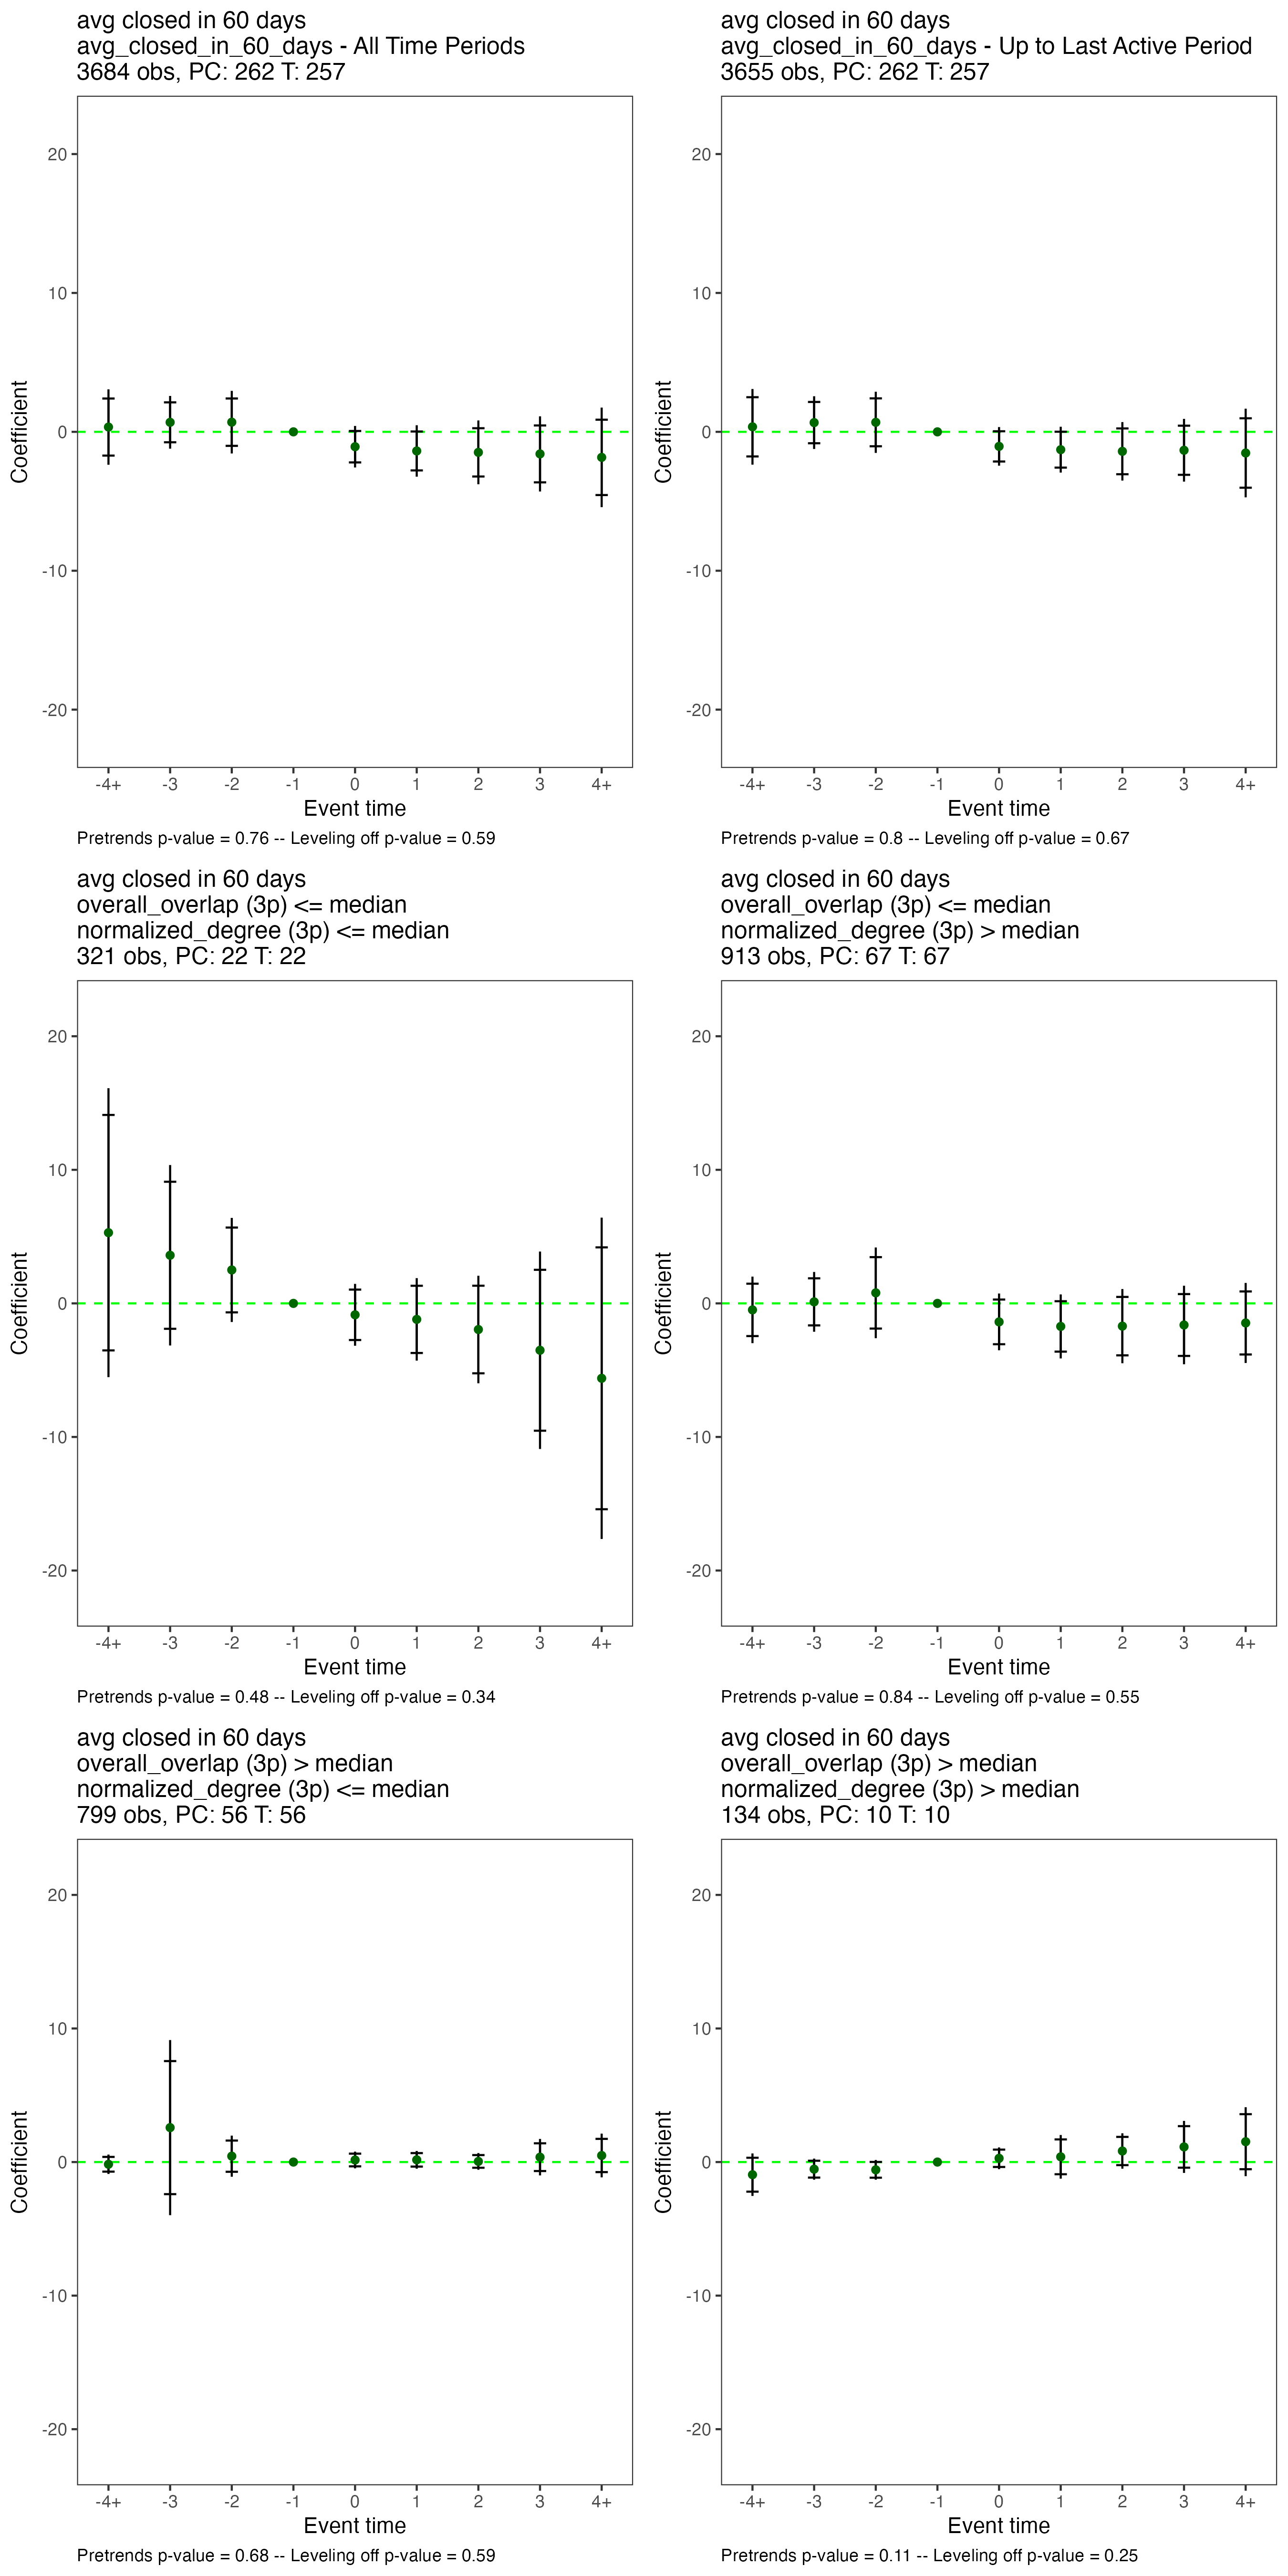 avg closed in 60 days
avg_closed_in_60_days - All Time Periods
3684 obs, PC: 262 T: 257
20
10
0
-10
-20
Coefficient
-4+ -3 -2 -1 0 1 2 3 4+
Event time
Pretrends p-value = 0.76 -- Leveling off p-value = 0.59
avg closed in 60 days
avg_closed_in_60_days - Up to Last Active Period
3655 obs, PC: 262 T: 257
20
10
0
-10
-20
Coefficient
-4+ -3 -2 -1 0 1 2 3 4+
Event time
Pretrends p-value = 0.8 -- Leveling off p-value = 0.67
avg closed in 60 days
overall_overlap (3p) <= median
normalized_degree (3p) <= median
321 obs, PC: 22 T: 22
20
10
0
-10
-20
Coefficient
-4+ -3 -2 -1 0 1 2 3 4+
Event time
Pretrends p-value = 0.48 -- Leveling off p-value = 0.34
avg closed in 60 days
overall_overlap (3p) <= median
normalized_degree (3p) > median
913 obs, PC: 67 T: 67
20
10
0
-10
-20
Coefficient
-4+ -3 -2 -1 0 1 2 3 4+
Event time
Pretrends p-value = 0.84 -- Leveling off p-value = 0.55
avg closed in 60 days
overall_overlap (3p) > median
normalized_degree (3p) <= median
799 obs, PC: 56 T: 56
20
10
0
-10
-20
Coefficient
-4+ -3 -2 -1 0 1 2 3 4+
Event time
Pretrends p-value = 0.68 -- Leveling off p-value = 0.59
avg closed in 60 days
overall_overlap (3p) > median
normalized_degree (3p) > median
134 obs, PC: 10 T: 10
20
10
0
-10
-20
Coefficient
-4+ -3 -2 -1 0 1 2 3 4+
Event time
Pretrends p-value = 0.11 -- Leveling off p-value = 0.25